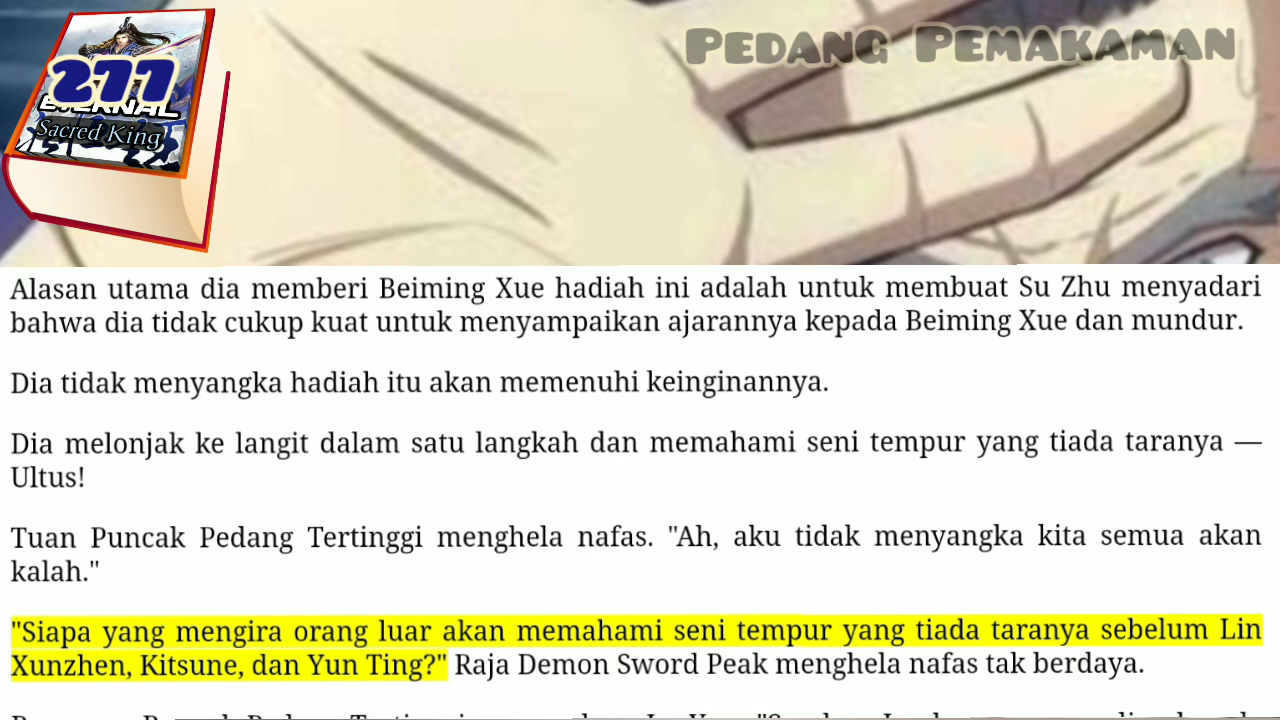 PEDANG PEMAKAMAN
277
ETERNAL
Sacred King
Alasan utama dia memberi Beiming Xue hadiah ini adalah untuk membuat Su Zhu menyadari
bahwa dia tidak cukup kuat untuk menyampaikan ajarannya kepada Beiming Xue dan mundur.
Dia tidak menyangka hadiah itu akan memenuhi keinginannya.
Dia melonjak ke langit dalam satu langkah dan memahami seni tempur yang tiada taranya —
Ultus!
Tuan Puncak Pedang Tertinggi menghela nafas. "Ah, aku tidak menyangka kita semua akan
kalah."
"Siapa yang mengira orang luar akan memahami seni tempur yang tiada taranya sebelum Lin
Xunzhen, Kitsune, dan Yun Ting?" Raja Demon Sword Peak menghela nafas tak berdaya.